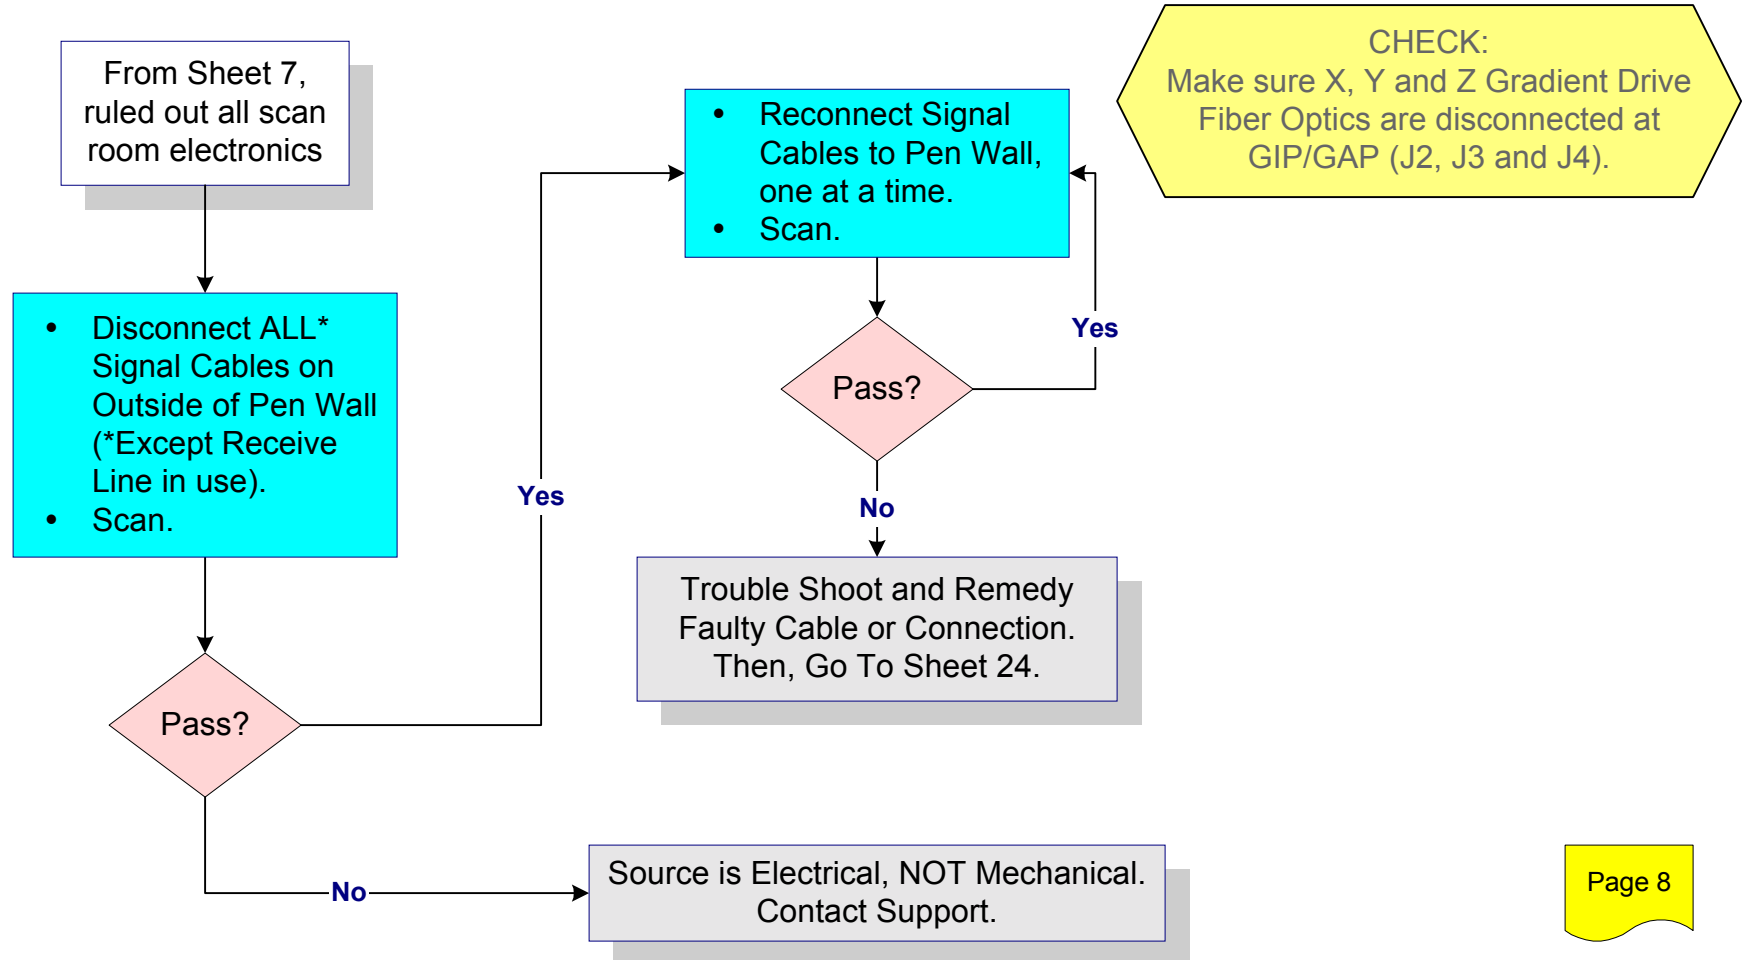 From Sheet 7,
ruled out all scan
room electronics
• Disconnect ALL*
Signal Cables on
Outside of Pen Wall
(*Except Receive
Line in use).
• Scan.
Pass?
Yes
No
• Reconnect Signal
Cables to Pen Wall,
one at a time.
• Scan.
Pass?
Yes
No
Trouble Shoot and Remedy
Faulty Cable or Connection.
Then, Go To Sheet 24.
Source is Electrical, NOT Mechanical.
Contact Support.
CHECK:
Make sure X, Y and Z Gradient Drive
Fiber Optics are disconnected at
GIP/GAP (J2, J3 and J4).
Page 8